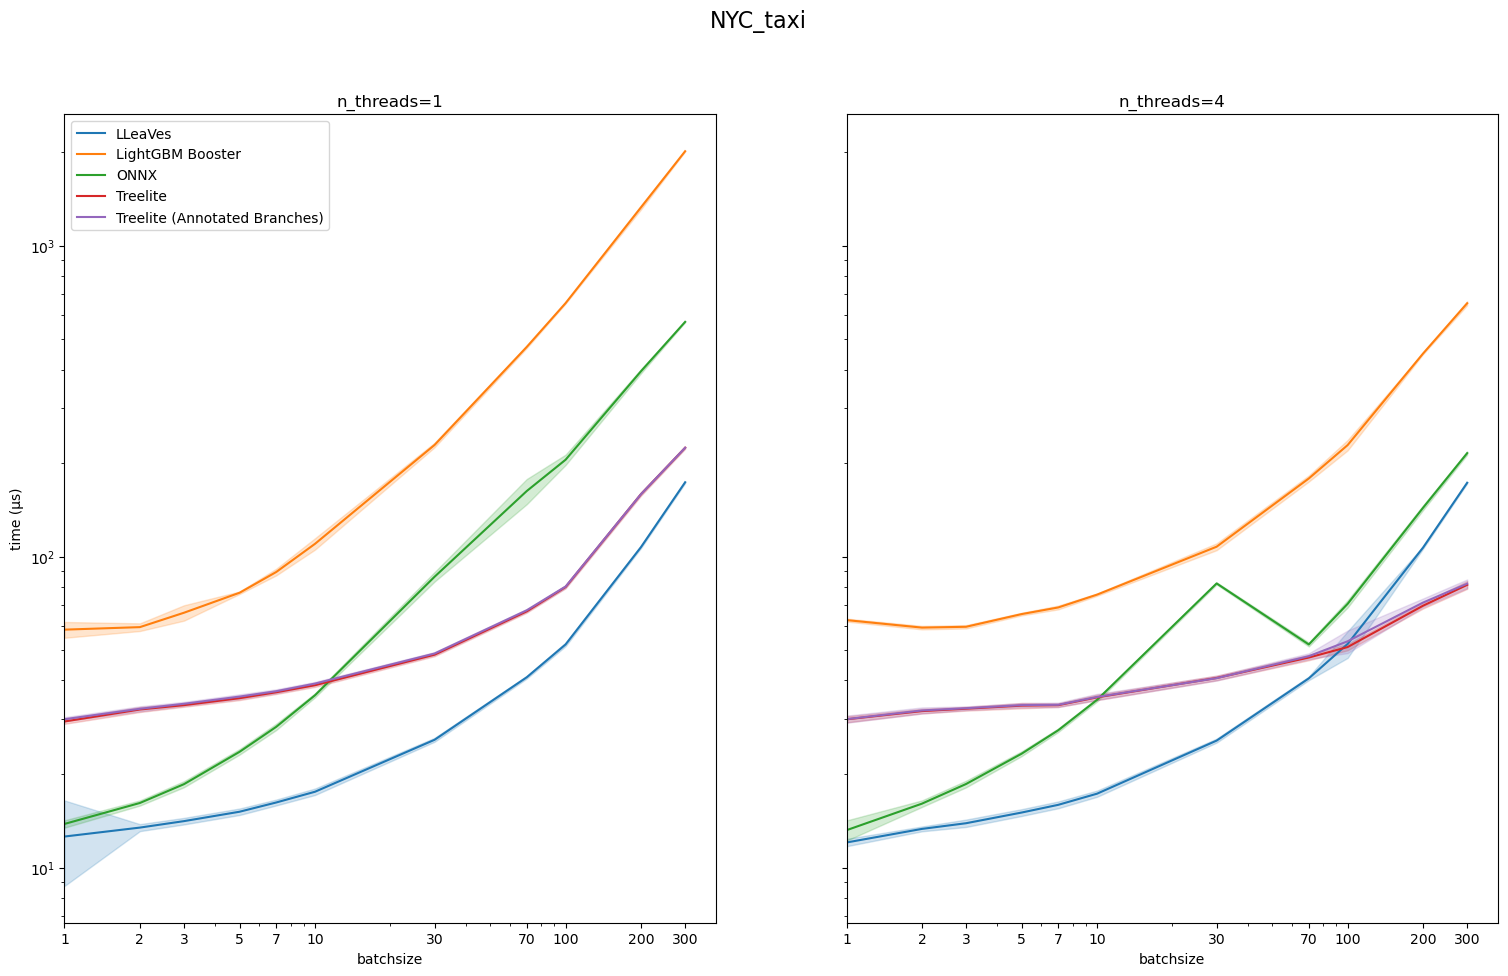 NYC_taxi
n_threads=1
n_threads=4
LLeaVes
LightGBM Booster
ONNX
Treelite
Treelite (Annotated Branches)
time (µs)
10³
10²
10¹
1 2 3 5 7 10 30 70 100 200 300
1 2 3 5 7 10 30 70 100 200 300
batchsize
batchsize